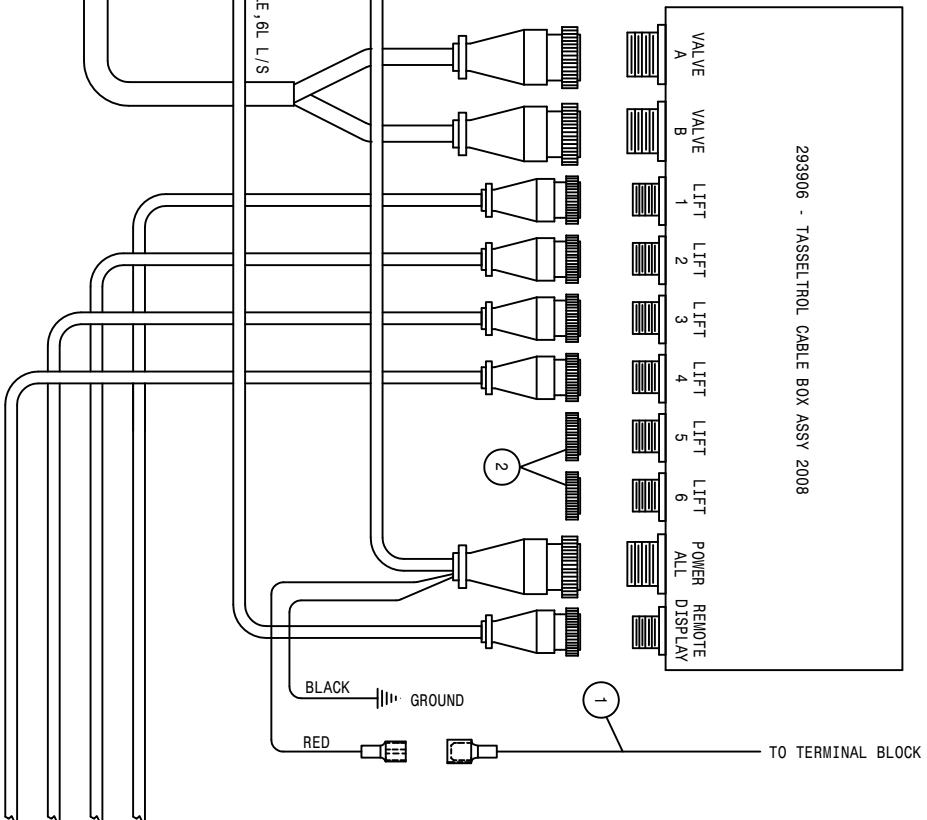 E,6L L/S
VALVE
A
VALVE
B
LIFT
1
LIFT
2
LIFT
3
LIFT
4
LIFT
5
LIFT
6
POWER
ALL
REMOTE
DISPLAY
293906 - TASSELTROL CABLE BOX ASSY 2008
2
1
BLACK
GROUND
RED
TO TERMINAL BLOCK